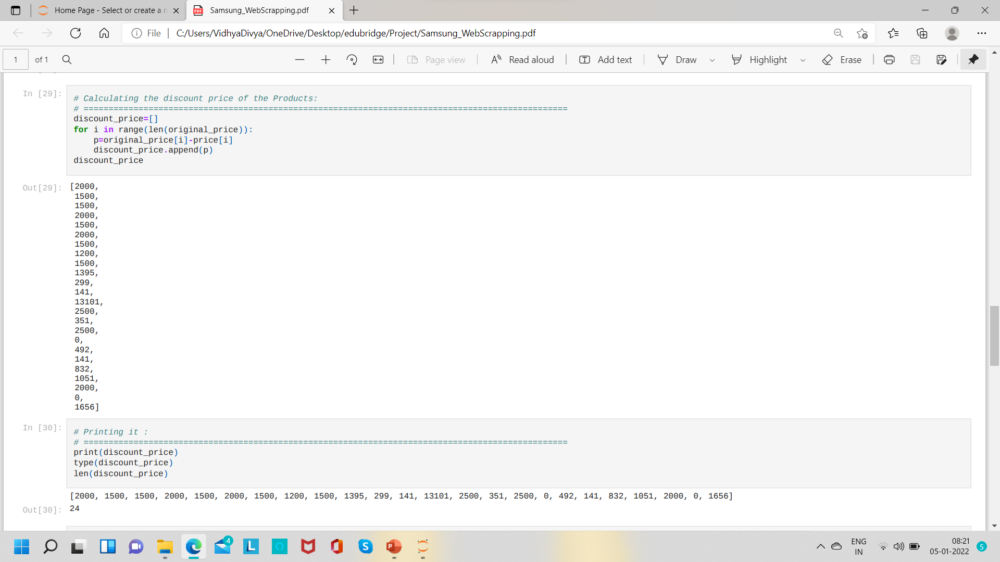 Home Page - Select or create a n
Samsung_WebScrapping.pdf
File
C:/Users/VidhyaDivya/OneDrive/Desktop/edubridge/Project/Samsung_WebScrapping.pdf
1 of 1
Page view
Read aloud
Add text
Draw
Highlight
Erase
In [29]:
# Calculating the discount price of the Products:
# =================================================================================================
discount_price=[]
for i in range(len(original_price)):
    p=original_price[i]-price[i]
    discount_price.append(p)
discount_price
Out[29]:
[2000,
1500,
1500,
2000,
1500,
2000,
1500,
1200,
1500,
1395,
299,
141,
13101,
2500,
351,
2500,
0,
492,
141,
832,
1051,
2000,
0,
1656]
In [30]:
# Printing it :
# =================================================================================================
print(discount_price)
type(discount_price)
len(discount_price)
[2000, 1500, 1500, 2000, 1500, 2000, 1500, 1200, 1500, 1395, 299, 141, 13101, 2500, 351, 2500, 0, 492, 141, 832, 1051, 2000, 0, 1656]
Out[30]: 24
4
ENG
IN
08:21
05-01-2022
5